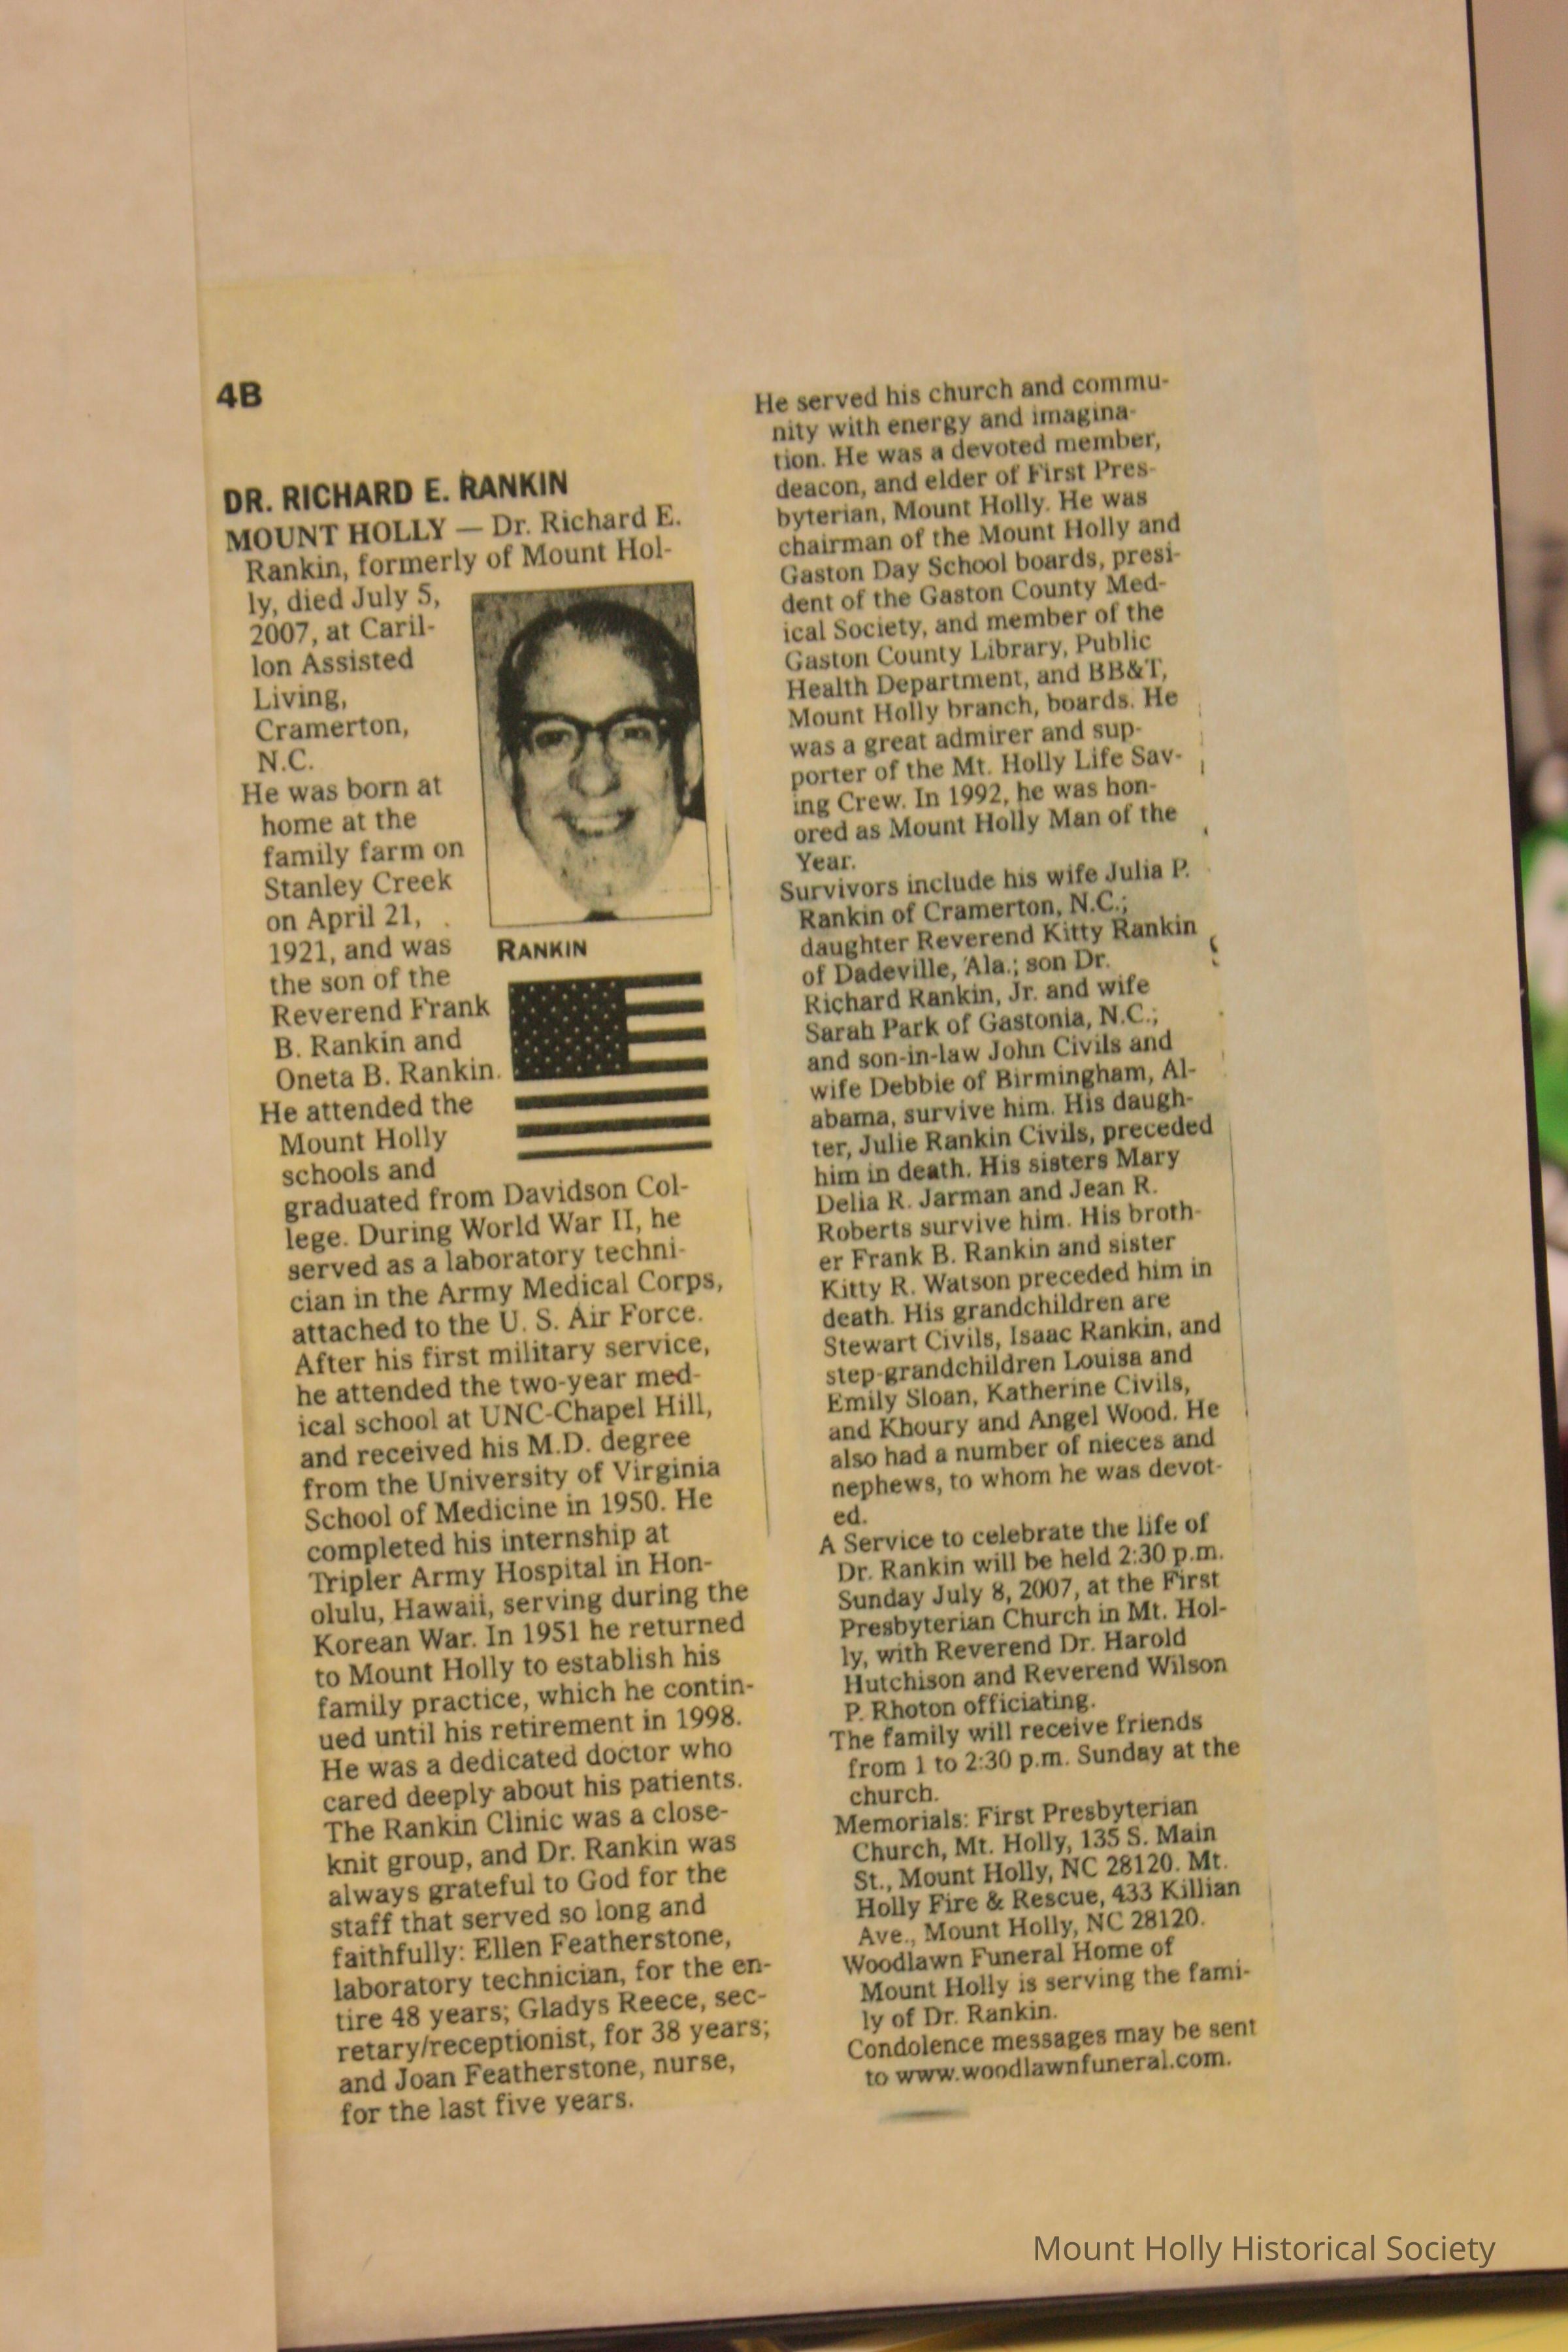 4B
DR. RICHARD E. RANKIN
MOUNT HOLLY — Dr. Richard E.
Rankin, formerly of Mount Hol-
ly, died July 5,
2007, at Caril-
lon Assisted
Living,
Cramerton,
N.C.
He was born at
home at the
family farm on
Stanley Creek
on April 21,
1921, and was
the son of the
Reverend Frank
B. Rankin and
Oneta B. Rankin.
He attended the
Mount Holly
schools and
graduated from Davidson Col-
lege. During World War II, he
served as a laboratory techni-
cian in the Army Medical Corps,
attached to the U. S. Air Force.
After his first military service,
he attended the two-year med-
ical school at UNC-Chapel Hill,
and received his M.D. degree
from the University of Virginia
School of Medicine in 1950. He
completed his internship at
Tripler Army Hospital in Hon-
olulu, Hawaii, serving during the
Korean War. In 1951 he returned
to Mount Holly to establish his
family practice, which he contin-
ued until his retirement in 1998.
He was a dedicated doctor who
cared deeply about his patients.
The Rankin Clinic was a close-
knit group, and Dr. Rankin was
always grateful to God for the
staff that served so long and
faithfully: Ellen Featherstone,
laboratory technician, for the en-
tire 48 years; Gladys Reece, sec-
retary/receptionist, for 38 years;
and Joan Featherstone, nurse,
for the last five years.
RANKIN
He served his church and commu-
nity with energy and imagina-
tion. He was a devoted member,
deacon, and elder of First Pres-
byterian, Mount Holly. He was
chairman of the Mount Holly and
Gaston Day School boards, presi-
dent of the Gaston County Med-
ical Society, and member of the
Gaston County Library, Public
Health Department, and BB&T,
Mount Holly branch, boards. He
was a great admirer and sup-
porter of the Mt. Holly Life Sav-
ing Crew. In 1992, he was hon-
ored as Mount Holly Man of the
Year.
Survivors include his wife Julia P.
Rankin of Cramerton, N.C.;
daughter Reverend Kitty Rankin
of Dadeville, Ala.; son Dr.
Richard Rankin, Jr. and wife
Sarah Park of Gastonia, N.C.;
and son-in-law John Civils and
wife Debbie of Birmingham, Al-
abama, survive him. His daugh-
ter, Julie Rankin Civils, preceded
him in death. His sisters Mary
Delia R. Jarman and Jean R.
Roberts survive him. His broth-
er Frank B. Rankin and sister
Kitty R. Watson preceded him in
death. His grandchildren are
Stewart Civils, Isaac Rankin, and
step-grandchildren Louisa and
Emily Sloan, Katherine Civils,
and Khoury and Angel Wood. He
also had a number of nieces and
nephews, to whom he was devot-
ed.
A Service to celebrate the life of
Dr. Rankin will be held 2:30 p.m.
Sunday July 8, 2007, at the First
Presbyterian Church in Mt. Hol-
ly, with Reverend Dr. Harold
Hutchison and Reverend Wilson
P. Rhoton officiating.
The family will receive friends
from 1 to 2:30 p.m. Sunday at the
church.
Memorials: First Presbyterian
Church, Mt. Holly, 135 S. Main
St., Mount Holly, NC 28120. Mt.
Holly Fire & Rescue, 433 Killian
Ave., Mount Holly, NC 28120.
Woodlawn Funeral Home of
Mount Holly is serving the fami-
ly of Dr. Rankin.
Condolence messages may be sent
to www.woodlawnfuneral.com.
Mount Holly Historical Society